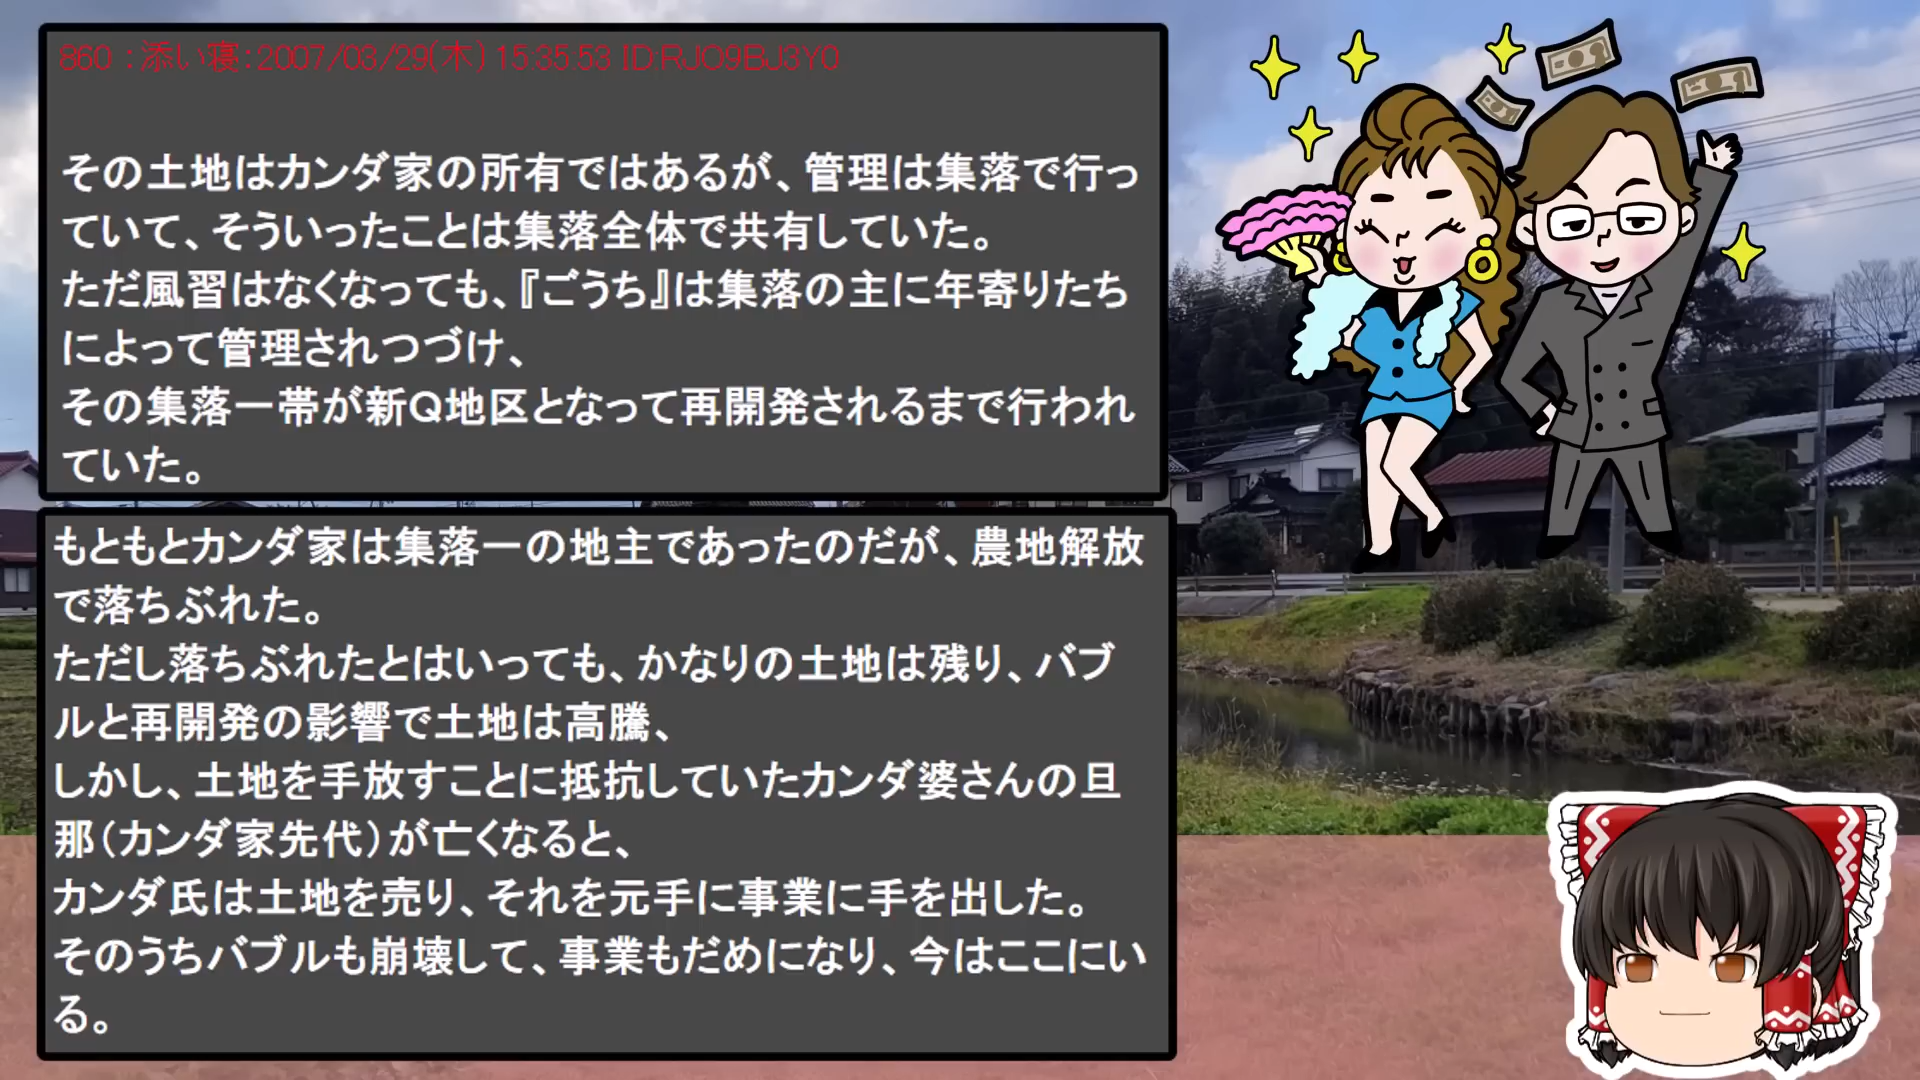 860 ：添い寝：2007/03/29(木) 15:35:53 ID:RJO9BJ3Y0
その土地はカンダ家の所有ではあるが、管理は集落で行っ
ていて、そういったことは集落全体で共有していた。
ただ風習はなくなっても、『ごうち』は集落の主に年寄りたち
によって管理されつづけ、
その集落一帯が新Q地区となって再開発されるまで行われ
ていた。
もともとカンダ家は集落一の地主であったのだが、農地解放
で落ちぶれた。
ただし落ちぶれたとはいっても、かなりの土地は残り、バブ
ルと再開発の影響で土地は高騰、
しかし、土地を手放すことに抵抗していたカンダ婆さんの旦
那（カンダ家先代）が亡くなると、
カンダ氏は土地を売り、それを元手に事業に手を出した。
そのうちバブルも崩壊して、事業もだめになり、今はここにい
る。